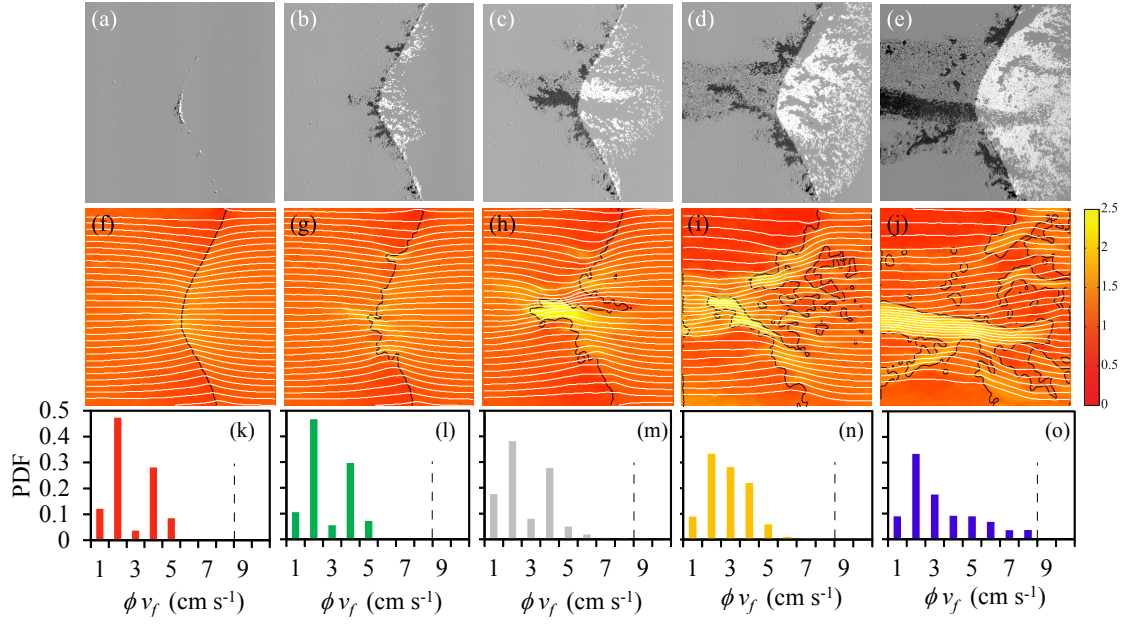 (a) (b) (c) (d) (e)
(f) (g) (h) (i) (j)
2.5
2
1.5
1
0.5
0
PDF
0.5
0.4
0.3
0.2
0.1
0
(k) (l) (m) (n) (o)
1 3 5 7 9 1 3 5 7 9 1 3 5 7 9 1 3 5 7 9 1 3 5 7 9
ϕ v_f (cm s⁻¹) ϕ v_f (cm s⁻¹) ϕ v_f (cm s⁻¹) ϕ v_f (cm s⁻¹) ϕ v_f (cm s⁻¹)